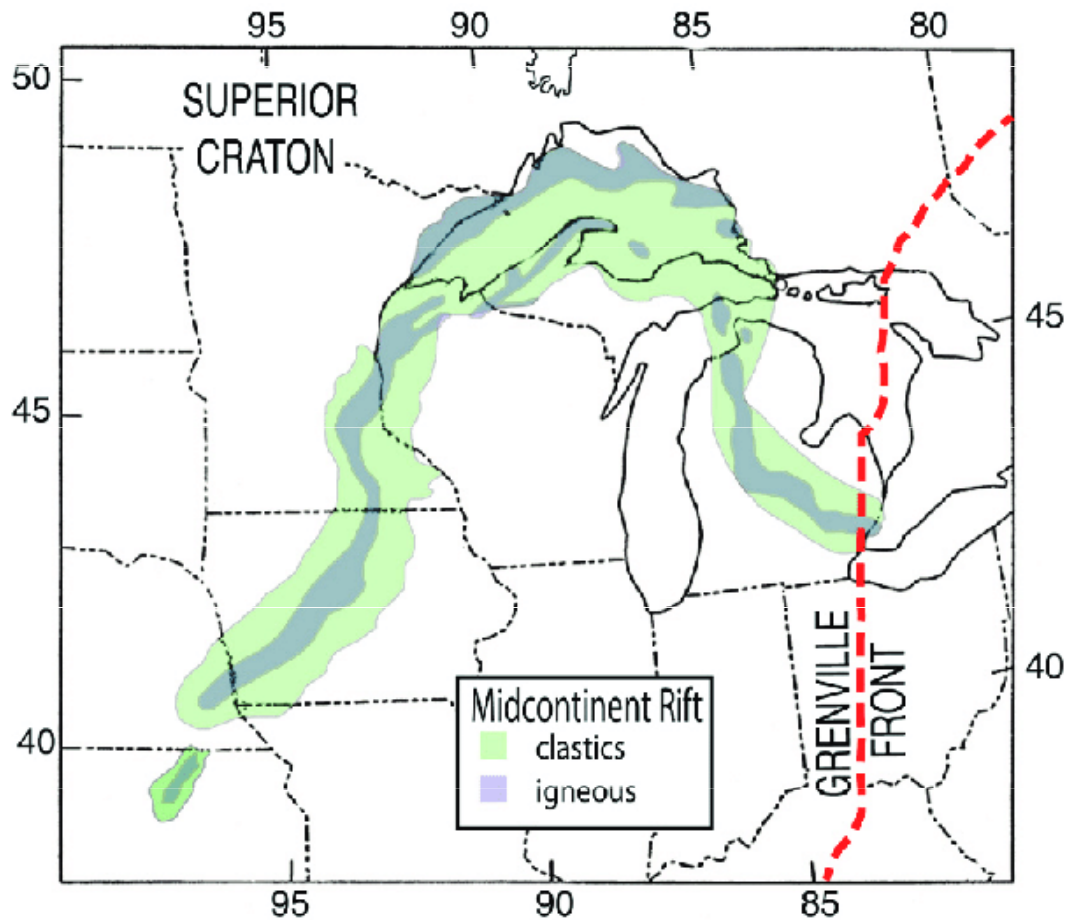 95
90
85
80
50
SUPERIOR
CRATON
45
45
40
40
GRENVILLE
FRONT
Midcontinent Rift
clastics
igneous
95
90
85